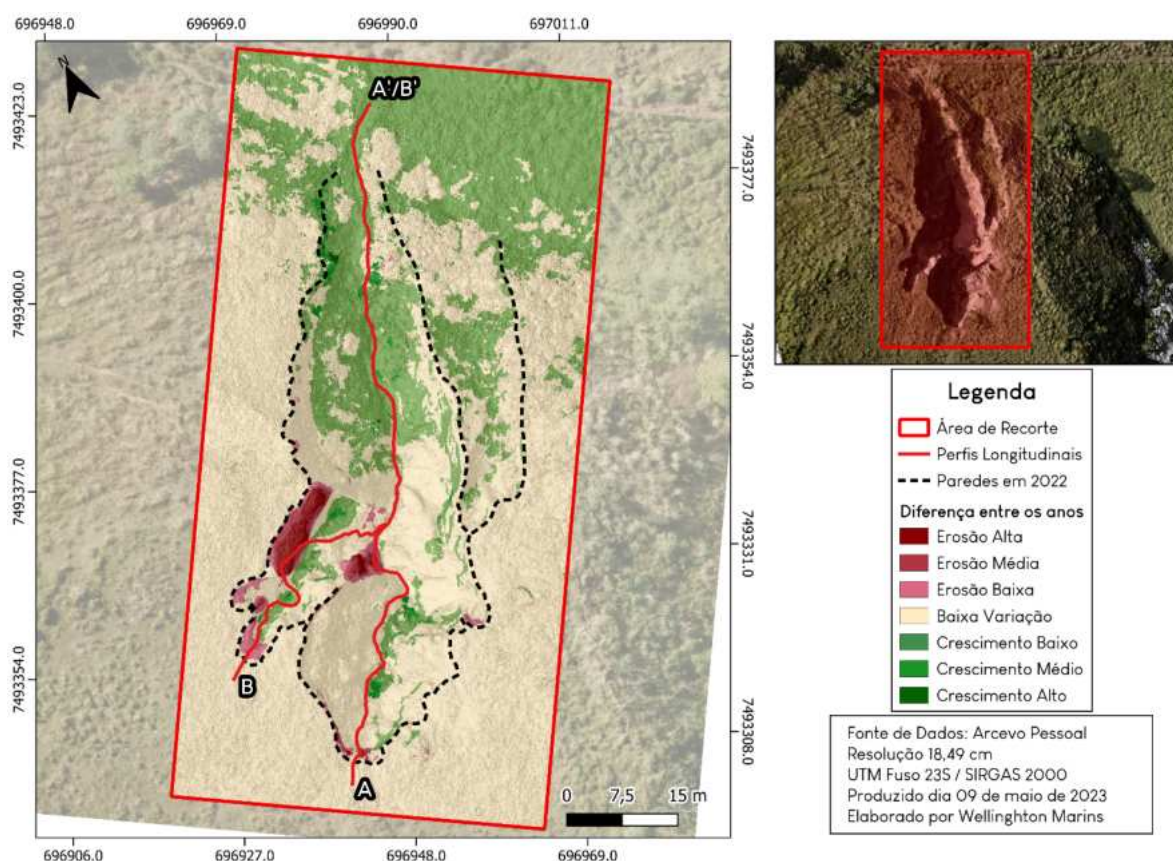 696948.0 696969.0 696990.0 697011.0
N
A'/B'
7493423.0
7493400.0
7493377.0
7493354.0
7493377.0
7493354.0
7493331.0
7493308.0
B
A
0 7,5 15 m
696906.0 696927.0 696948.0 696969.0
Legenda
Área de Recorte
Perfis Longitudinais
Paredes em 2022
Diferença entre os anos
Erosão Alta
Erosão Média
Erosão Baixa
Baixa Variação
Crescimento Baixo
Crescimento Médio
Crescimento Alto
Fonte de Dados: Arcevo Pessoal
Resolução 18,49 cm
UTM Fuso 23S / SIRGAS 2000
Produzido dia 09 de maio de 2023
Elaborado por Wellinghton Marins